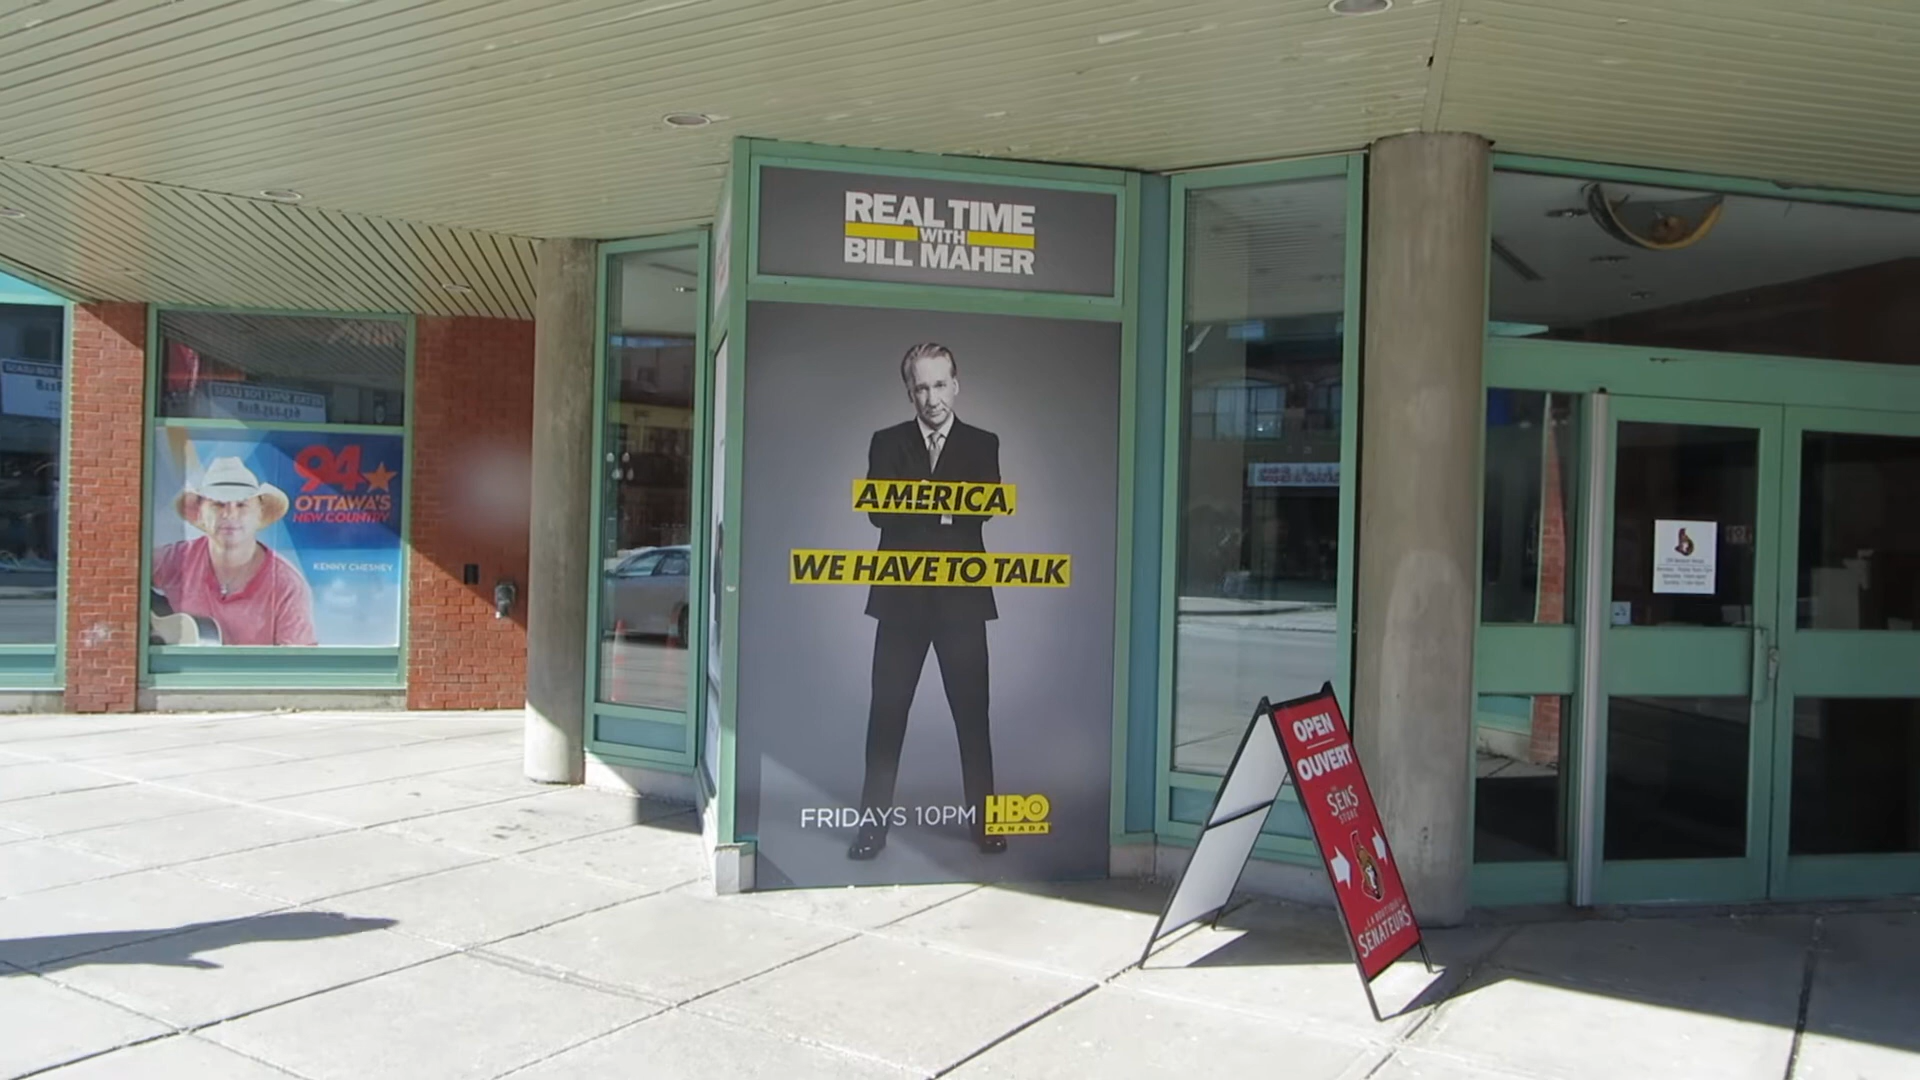 REAL TIME
WITH
BILL MAHER
AMERICA,
WE HAVE TO TALK
FRIDAYS 10PM HBO
CANADA
94
OTTAWA'S
NEW COUNTRY
KENNY CHESNEY
OPEN
OUVERT
THE
SENS
STORE
LA BOUTIQUE
SÉNATEURS